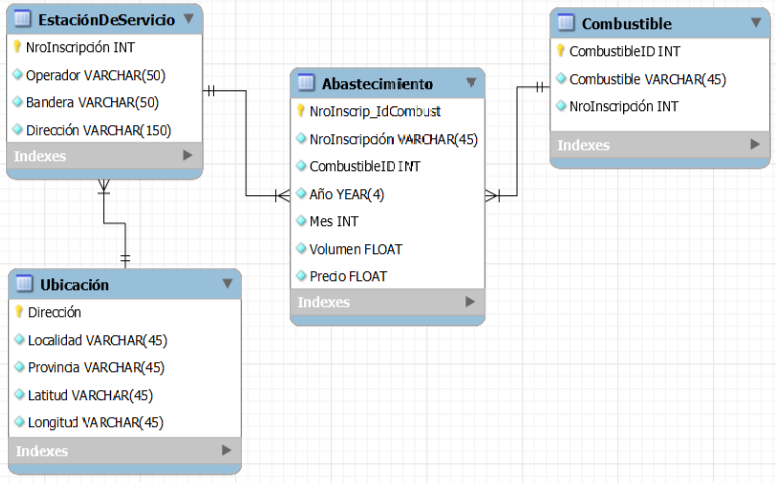 EstaciónDeServicio
NroInscripción INT
Operador VARCHAR(50)
Bandera VARCHAR(50)
Dirección VARCHAR(150)
Indexes
Abastecimiento
NroInscrip_IdCombust
NroInscripción VARCHAR(45)
CombustibleID INT
Año YEAR(4)
Mes INT
Volumen FLOAT
Precio FLOAT
Indexes
Combustible
CombustibleID INT
Combustible VARCHAR(45)
NroInscripción INT
Indexes
Ubicación
Dirección
Localidad VARCHAR(45)
Provincia VARCHAR(45)
Latitud VARCHAR(45)
Longitud VARCHAR(45)
Indexes